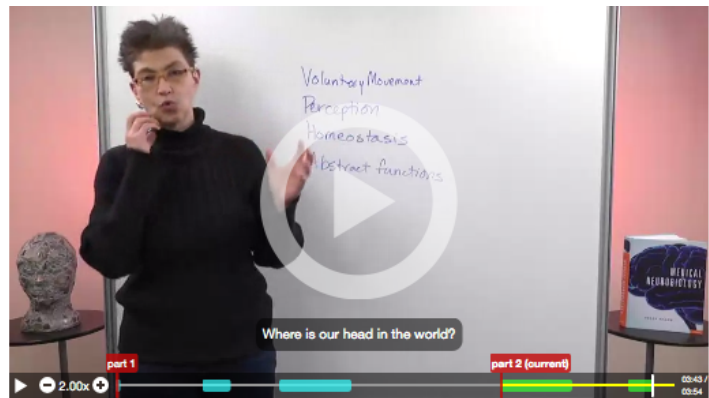 Voluntary Movement
Perception
Homeostasis
Abstract functions
MEDICAL
NEUROBIOLOGY
Where is our head in the world?
part 1
part 2 (current)
2.00x
03:43 /
03:54